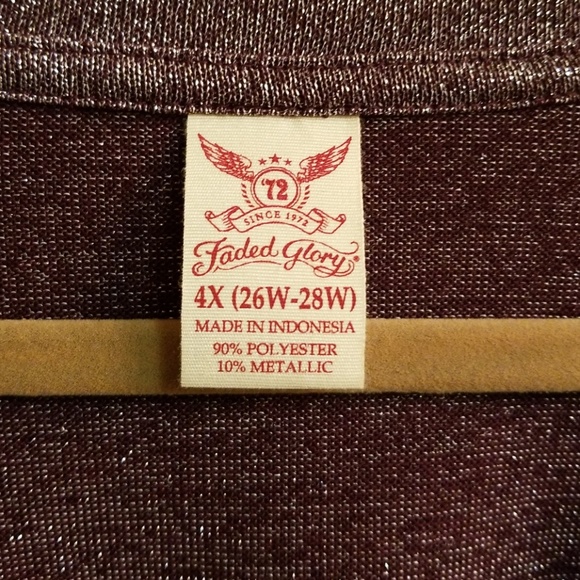 '72
SINCE 1972
Faded Glory®
4X (26W-28W)
MADE IN INDONESIA
90% POLYESTER
10% METALLIC